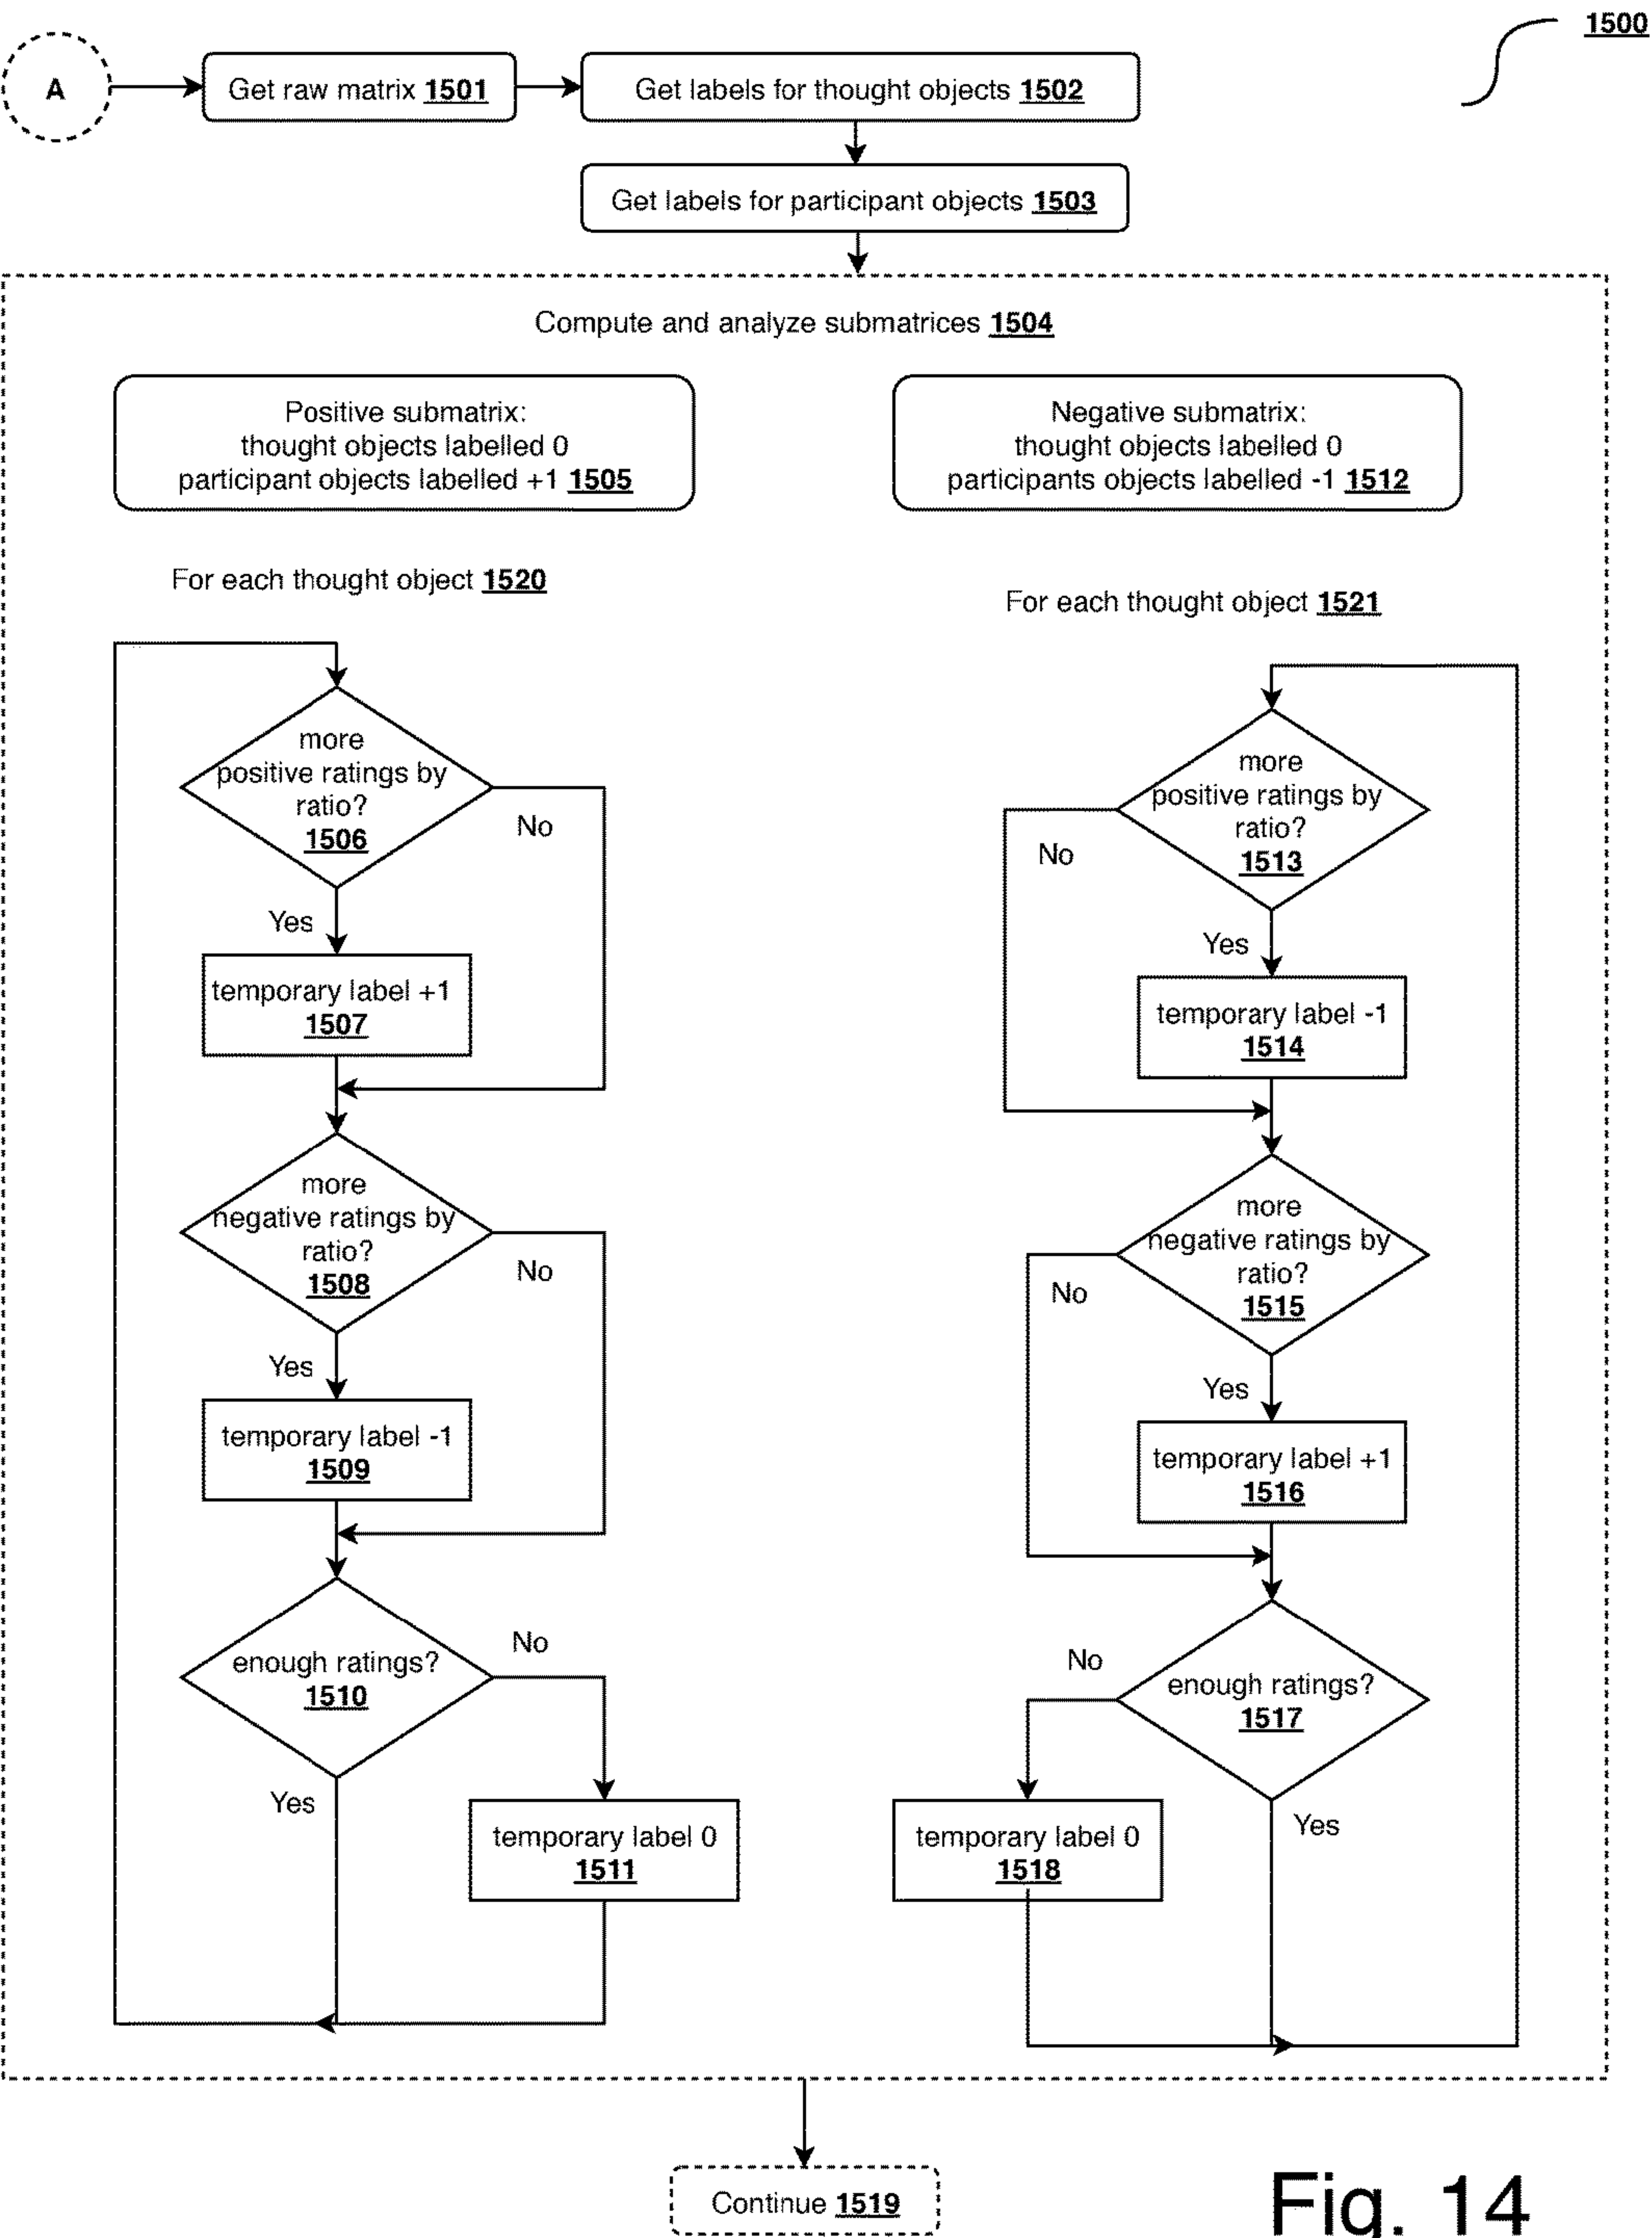 1500
A
Get raw matrix 1501
Get labels for thought objects 1502
Get labels for participant objects 1503
Compute and analyze submatrices 1504
Positive submatrix:
thought objects labelled 0
participant objects labelled +1 1505
Negative submatrix:
thought objects labelled 0
participants objects labelled -1 1512
For each thought object 1520
more
positive ratings by
ratio?
1506
No
Yes
temporary label +1
1507
more
negative ratings by
ratio?
1508
No
Yes
temporary label -1
1509
enough ratings?
1510
No
Yes
temporary label 0
1511
For each thought object 1521
more
positive ratings by
ratio?
1513
No
Yes
temporary label -1
1514
more
negative ratings by
ratio?
1515
No
Yes
temporary label +1
1516
enough ratings?
1517
No
Yes
temporary label 0
1518
Continue 1519
Fig. 14